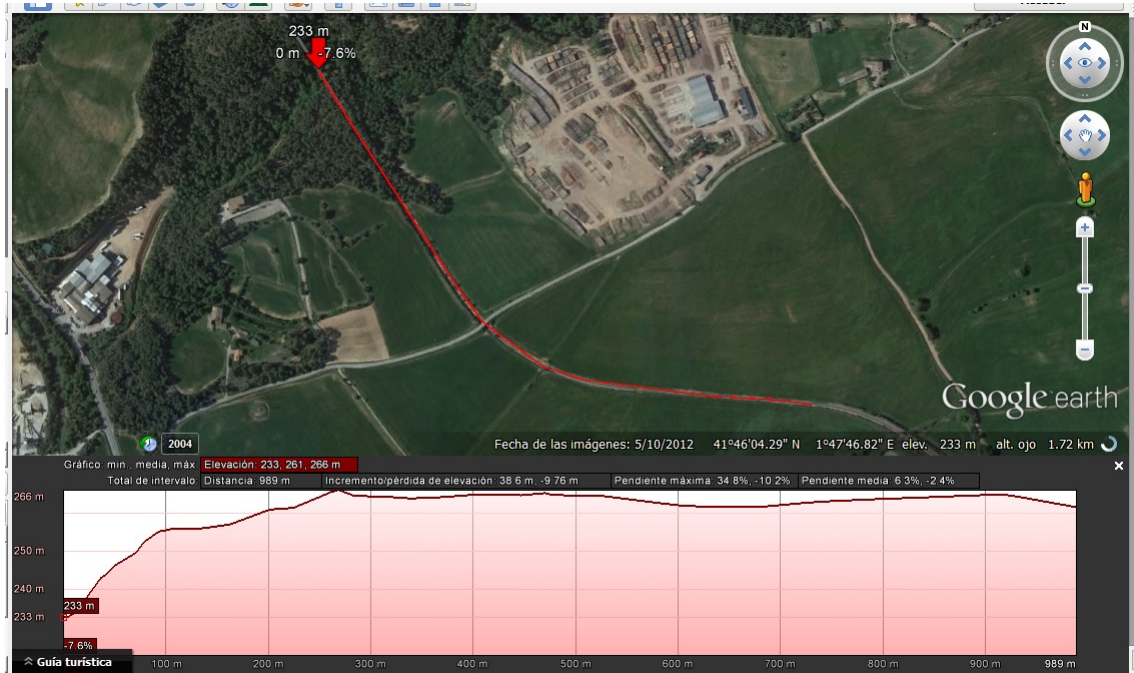 233 m
0 m -7.6%
N
Google earth
2004
Fecha de las imágenes: 5/10/2012 41°46'04.29" N 1°47'46.82" E elev. 233 m alt. ojo 1.72 km
Gráfico: min., media, máx. Elevación: 233, 261, 266 m
Total de intervalo: Distancia: 989 m Incremento/pérdida de elevación: 38.6 m, -9.76 m Pendiente máxima: 34.8%, -10.2% Pendiente media: 6.3%, -2.4%
266 m
250 m
240 m
233 m
233 m
-7.6%
Guía turística
100 m 200 m 300 m 400 m 500 m 600 m 700 m 800 m 900 m 989 m